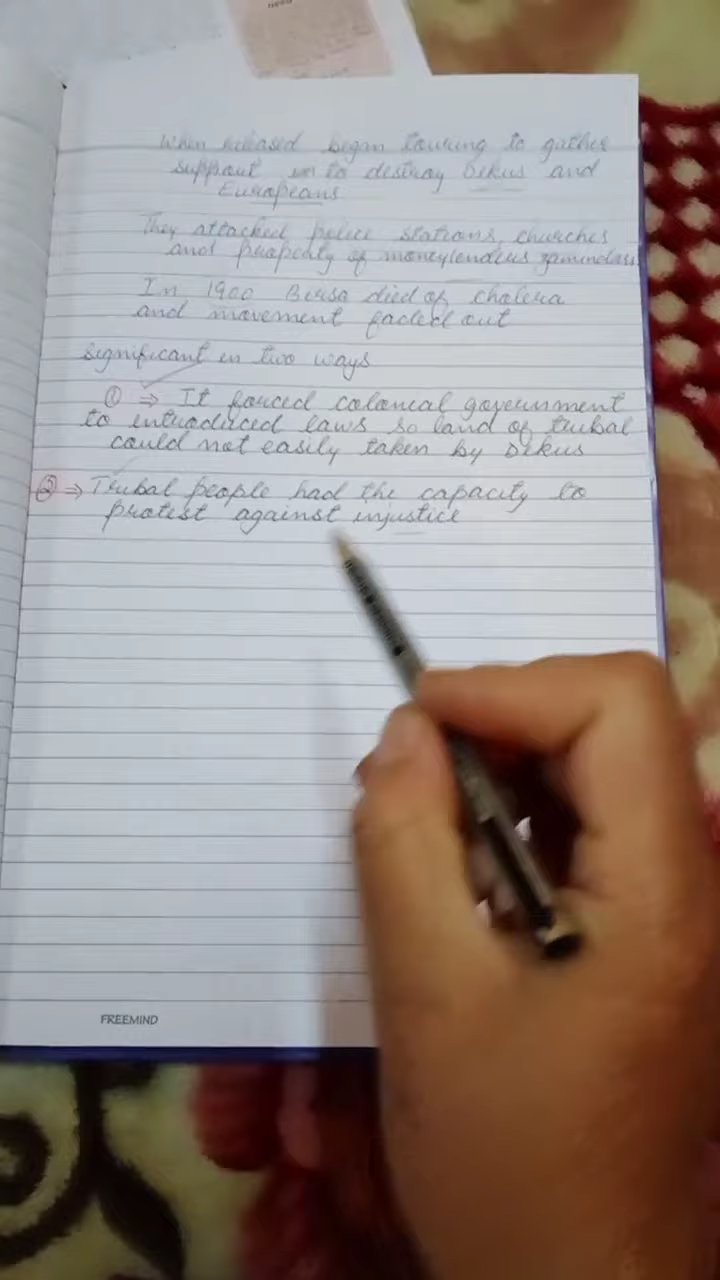 need
When released began touring to gather
support to destroy Dikus and
Europeans
They attacked police stations, churches
and property of moneylenders zamindars
In 1900 Birsa died of cholera
and movement faded out
significant in two ways
① ⇒ It forced colonial government
to introduced laws so land of tribal
could not easily taken by Dikus
② ⇒ Tribal people had the capacity to
protest against injustice
FREEMIND